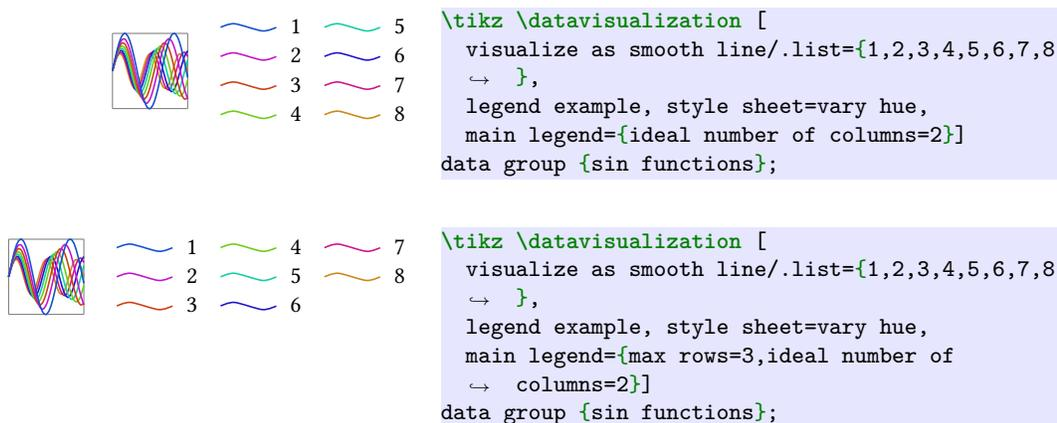 1 5
2 6
3 7
4 8
\tikz \datavisualization [
visualize as smooth line/.list={1,2,3,4,5,6,7,8
↪ },
legend example, style sheet=vary hue,
main legend={ideal number of columns=2}]
data group {sin functions};
1 4 7
2 5 8
3 6
\tikz \datavisualization [
visualize as smooth line/.list={1,2,3,4,5,6,7,8
↪ },
legend example, style sheet=vary hue,
main legend={max rows=3,ideal number of
↪ columns=2}]
data group {sin functions};